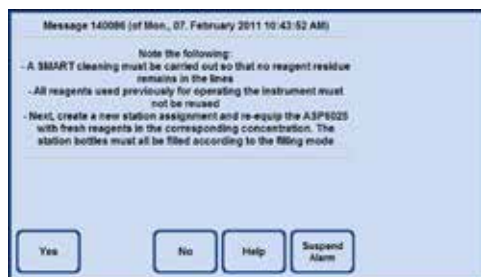 Message 140086 (of Mon., 07. February 2011 10:43:52 AM)
Note the following:
- A SMART cleaning must be carried out so that no reagent residue
remains in the lines
- All reagents used previously for operating the instrument must
not be reused
- Next, create a new station assignment and re-equip the ASP6025
with fresh reagents in the corresponding concentration. The
station bottles must all be filled according to the filling mode
Yes
No
Help
Suspend
Alarm